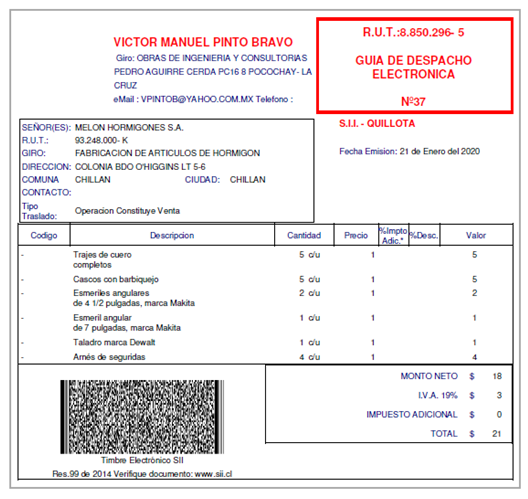 VICTOR MANUEL PINTO BRAVO
Giro: OBRAS DE INGENIERIA Y CONSULTORIAS
PEDRO AGUIRRE CERDA PC16 8 POCOCHAY- LA
CRUZ
eMail : VPINTOB@YAHOO.COM.MX Telefono :
R.U.T.:8.850.296- 5
GUIA DE DESPACHO
ELECTRONICA
Nº37
S.I.I. - QUILLOTA
Fecha Emision: 21 de Enero del 2020
SEÑOR(ES): MELON HORMIGONES S.A.
R.U.T.: 93.248.000- K
GIRO: FABRICACION DE ARTICULOS DE HORMIGON
DIRECCION: COLONIA BDO O'HIGGINS LT 5-6
COMUNA CHILLAN CIUDAD: CHILLAN
CONTACTO:
Tipo
Traslado: Operacion Constituye Venta
Codigo Descripcion Cantidad Precio %Impto Adic.* %Desc. Valor
- Trajes de cuero 5 c/u 1 5
completos
- Cascos con barbiquejo 5 c/u 1 5
- Esmeriles angulares 2 c/u 1 2
de 4 1/2 pulgadas, marca Makita
- Esmeril angular 1 c/u 1 1
de 7 pulgadas, marca Makita
- Taladro marca Dewalt 1 c/u 1 1
- Arnés de seguridas 4 c/u 1 4
MONTO NETO $ 18
I.V.A. 19% $ 3
IMPUESTO ADICIONAL $ 0
TOTAL $ 21
Timbre Electrónico SII
Res.99 de 2014 Verifique documento: www.sii.cl